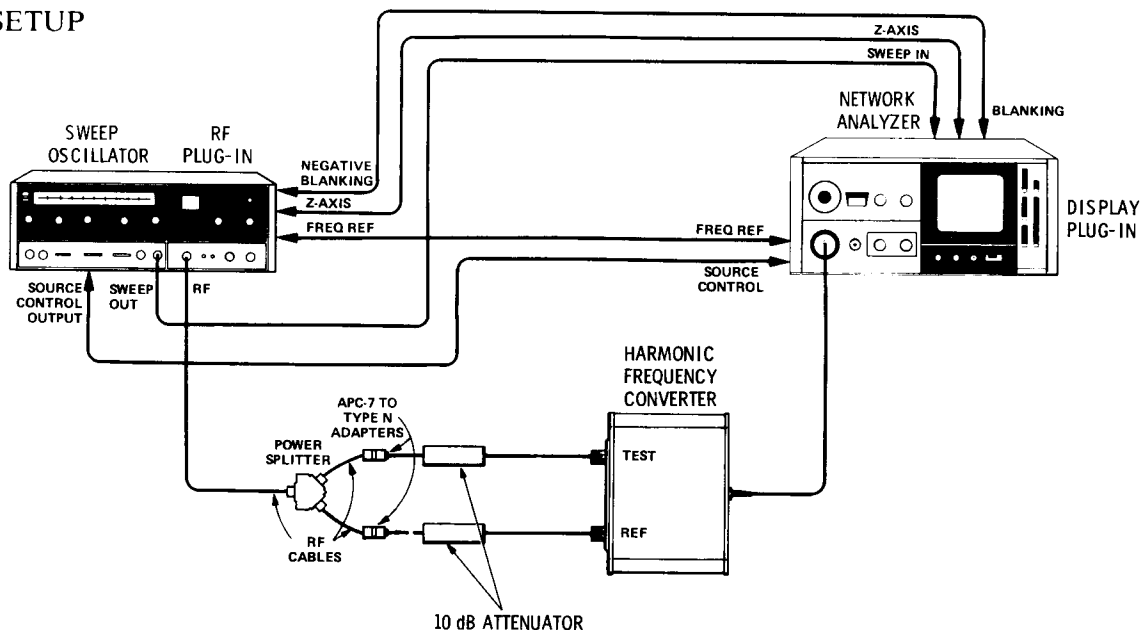 SETUP
Z-AXIS
SWEEP IN
BLANKING
NETWORK
ANALYZER
SWEEP
OSCILLATOR
RF
PLUG-IN
NEGATIVE
BLANKING
Z-AXIS
FREQ REF
FREQ REF
DISPLAY
PLUG-IN
SOURCE
CONTROL
OUTPUT
SWEEP
OUT
RF
SOURCE
CONTROL
HARMONIC
FREQUENCY
CONVERTER
APC-7 TO
TYPE N
ADAPTERS
POWER
SPLITTER
TEST
REF
RF
CABLES
10 dB ATTENUATOR